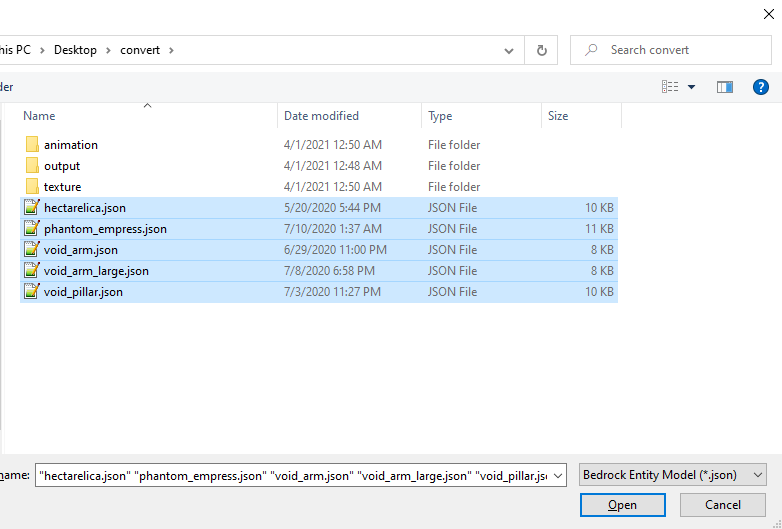 his PC > Desktop > convert >
Search convert
der
Name Date modified Type Size
animation 4/1/2021 12:50 AM File folder
output 4/1/2021 12:48 AM File folder
texture 4/1/2021 12:50 AM File folder
hectarelica.json 5/20/2020 5:44 PM JSON File 10 KB
phantom_empress.json 7/10/2020 1:37 AM JSON File 11 KB
void_arm.json 6/29/2020 11:00 PM JSON File 8 KB
void_arm_large.json 7/8/2020 6:58 PM JSON File 8 KB
void_pillar.json 7/3/2020 11:27 PM JSON File 10 KB
name: "hectarelica.json" "phantom_empress.json" "void_arm.json" "void_arm_large.json" "void_pillar.jso
Bedrock Entity Model (*.json)
Open Cancel